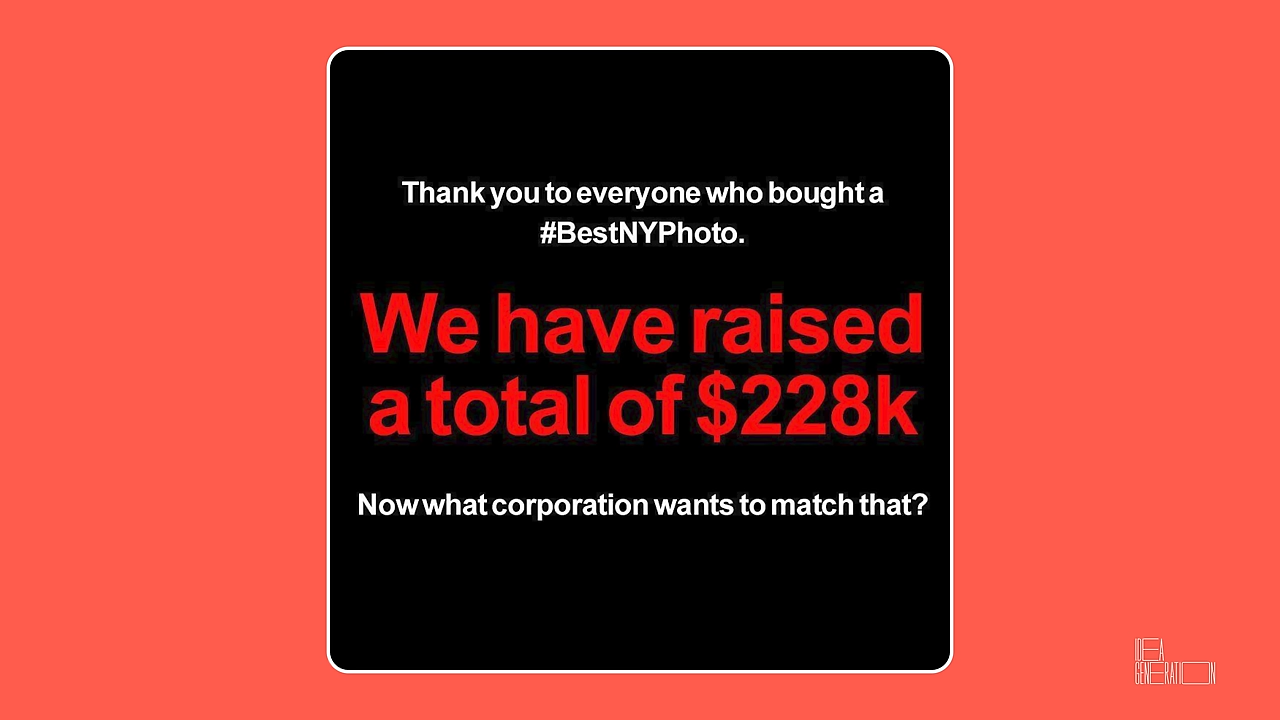 Thank you to everyone who bought a
#BestNYPhoto.
We have raised
a total of $228k
Now what corporation wants to match that?
IDEA
GENERATION